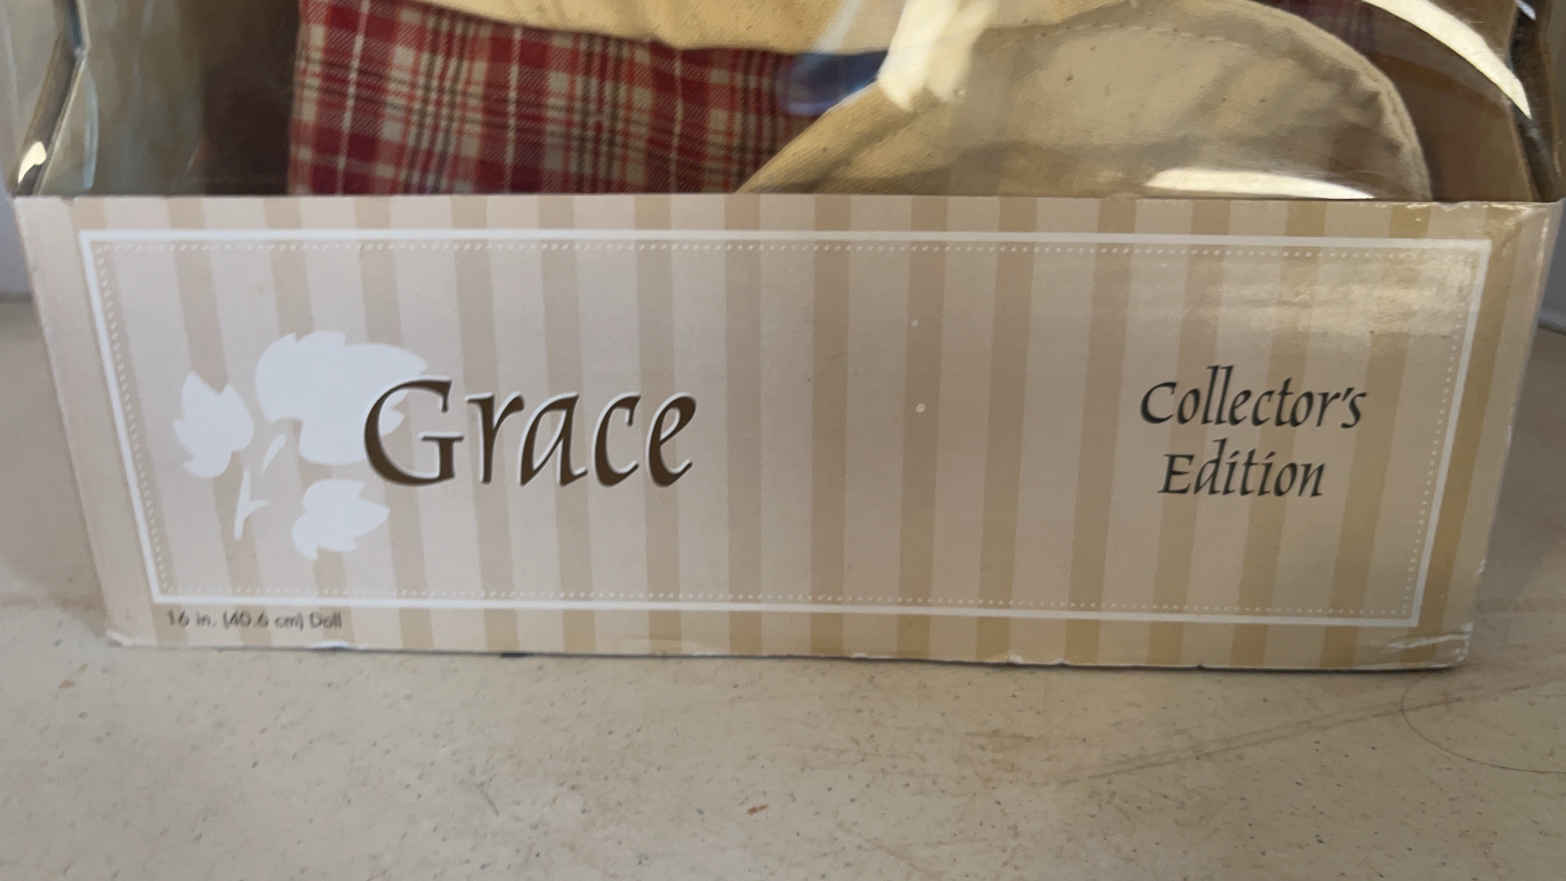 Grace
Collector's
Edition
16 in. (40.6 cm) Doll